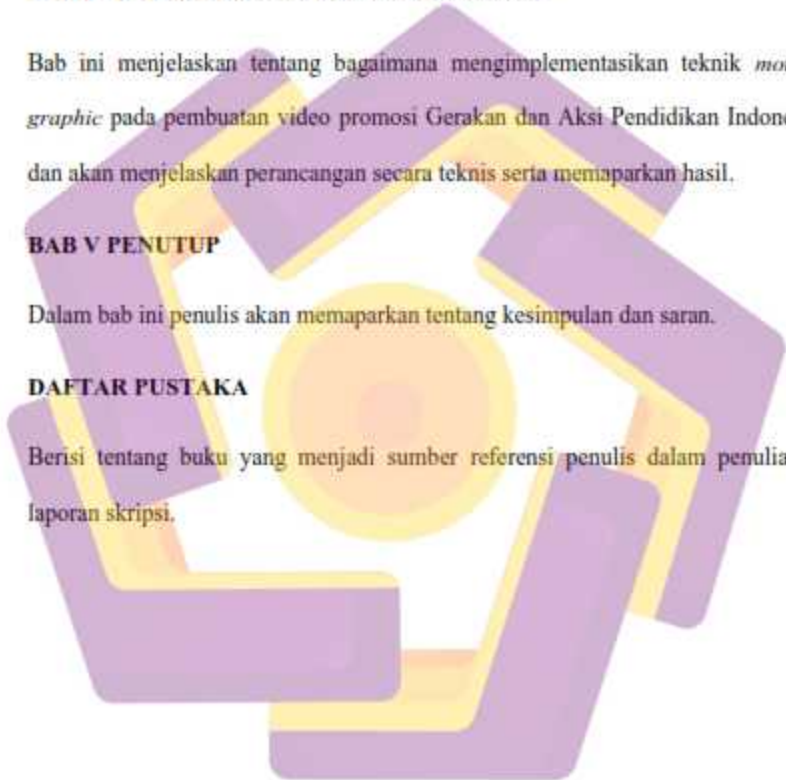 Bab ini menjelaskan tentang bagaimana mengimplementasikan teknik
graphic pada pembuatan video promosi Gerakan dan Aksi Pendidikan
dan akan menjelaskan perancangan secara teknis serta memaparkan hasil.
BAB V PENUTUP
Dalam bab ini penulis akan memaparkan tentang kesimpulan dan saran.
DAFTAR PUSTAKA
Berisi tentang buku yang menjadi sumber referensi penulis dalam
laporan skripsi.